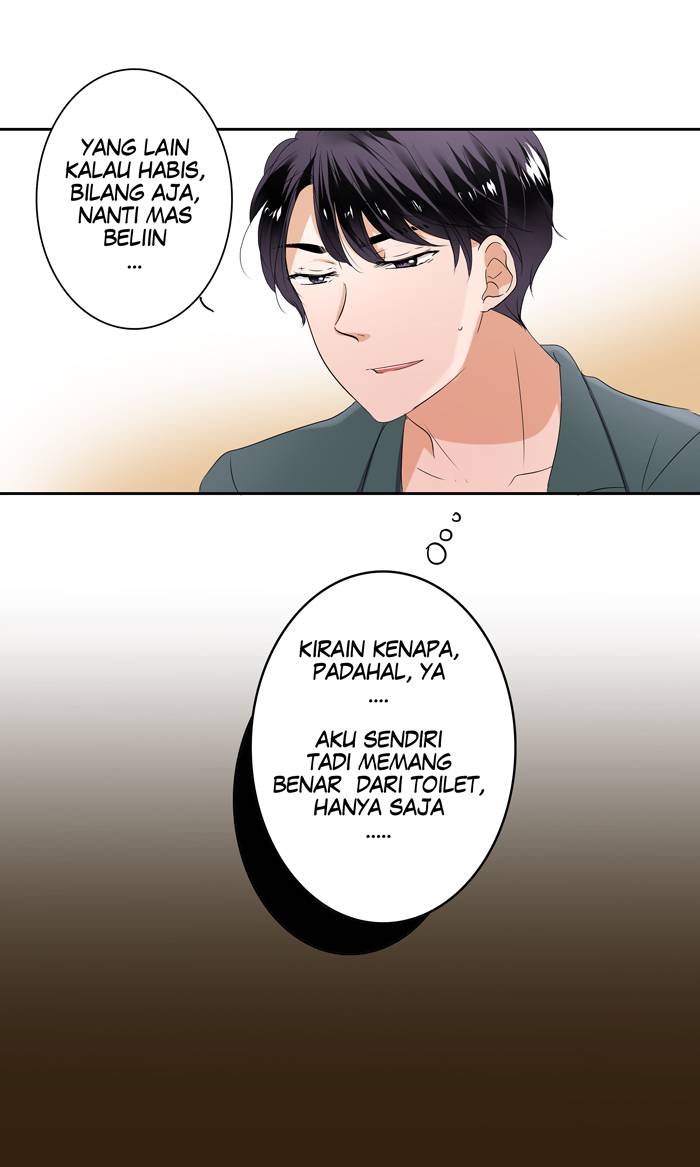 YANG LAIN
KALAU HABIS,
BILANG AJA,
NANTI MAS
BELIIN
...
KIRAIN KENAPA,
PADAHAL, YA
....
AKU SENDIRI
TADI MEMANG
BENAR DARI TOILET,
HANYA SAJA
.....